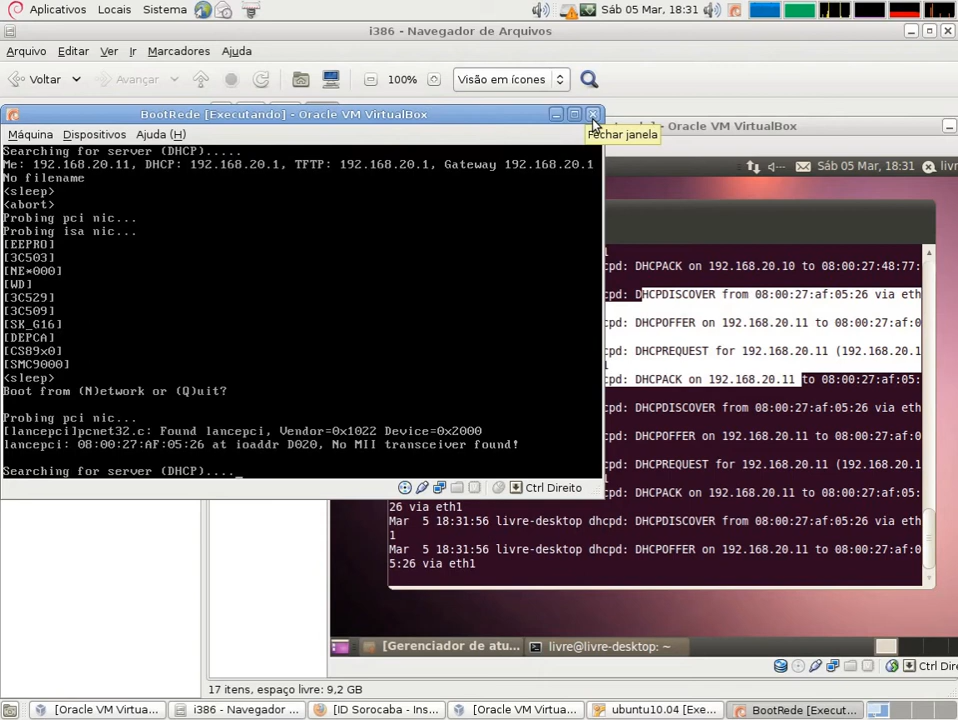 Aplicativos Locais Sistema
Sáb 05 Mar, 18:31
i386 - Navegador de Arquivos
Arquivo Editar Ver Ir Marcadores Ajuda
Voltar Avançar 100% Visão em ícones
BootRede [Executando] - Oracle VM VirtualBox
Fechar janela
- Oracle VM VirtualBox
Máquina Dispositivos Ajuda (H)
Searching for server (DHCP).....
Me: 192.168.20.11, DHCP: 192.168.20.1, TFTP: 192.168.20.1, Gateway 192.168.20.1
No filename
<sleep>
<abort>
Probing pci nic...
Probing isa nic...
[EEPRO]
[3C503]
[NE*000]
[WD]
[3C529]
[3C509]
[SK_G16]
[DEPCA]
[CS89x0]
[SMC9000]
<sleep>
Boot from (N)etwork or (Q)uit?
Probing pci nic...
[lancepci]pcnet32.c: Found lancepci, Vendor=0x1022 Device=0x2000
lancepci: 08:00:27:AF:05:26 at ioaddr D020, No MII transceiver found!
Searching for server (DHCP)...._
Ctrl Direito
Sáb 05 Mar, 18:31 livr
1
cpd: DHCPACK on 192.168.20.10 to 08:00:27:48:77:
cpd: DHCPDISCOVER from 08:00:27:af:05:26 via eth
cpd: DHCPOFFER on 192.168.20.11 to 08:00:27:af:0
cpd: DHCPREQUEST for 192.168.20.11 (192.168.20.1
1
cpd: DHCPACK on 192.168.20.11 to 08:00:27:af:05:
cpd: DHCPDISCOVER from 08:00:27:af:05:26 via eth
cpd: DHCPOFFER on 192.168.20.11 to 08:00:27:af:0
cpd: DHCPREQUEST for 192.168.20.11 (192.168.20.1
1
cpd: DHCPACK on 192.168.20.11 to 08:00:27:af:05:
26 via eth1
Mar 5 18:31:56 livre-desktop dhcpd: DHCPDISCOVER from 08:00:27:af:05:26 via eth
1
Mar 5 18:31:56 livre-desktop dhcpd: DHCPOFFER on 192.168.20.11 to 08:00:27:af:0
5:26 via eth1
[Gerenciador de atu... livre@livre-desktop: ~
Ctrl Di
17 itens, espaço livre: 9,2 GB
[Oracle VM Virtual... i386 - Navegador ... [ID Sorocaba - Ins... [Oracle VM Virtual... ubuntu10.04 [Exe... BootRede [Execut...